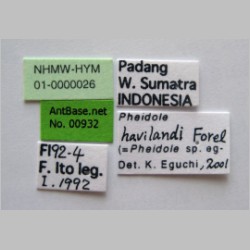 NHMW-HYM
01-0000026
AntBase.net
No. 00932
FI92-4
F. Ito leg.
I. 1992
Padang
W. Sumatra
INDONESIA
Pheidole
havilandi Forel
(=Pheidole sp. eg-
Det. K. Eguchi, 2001